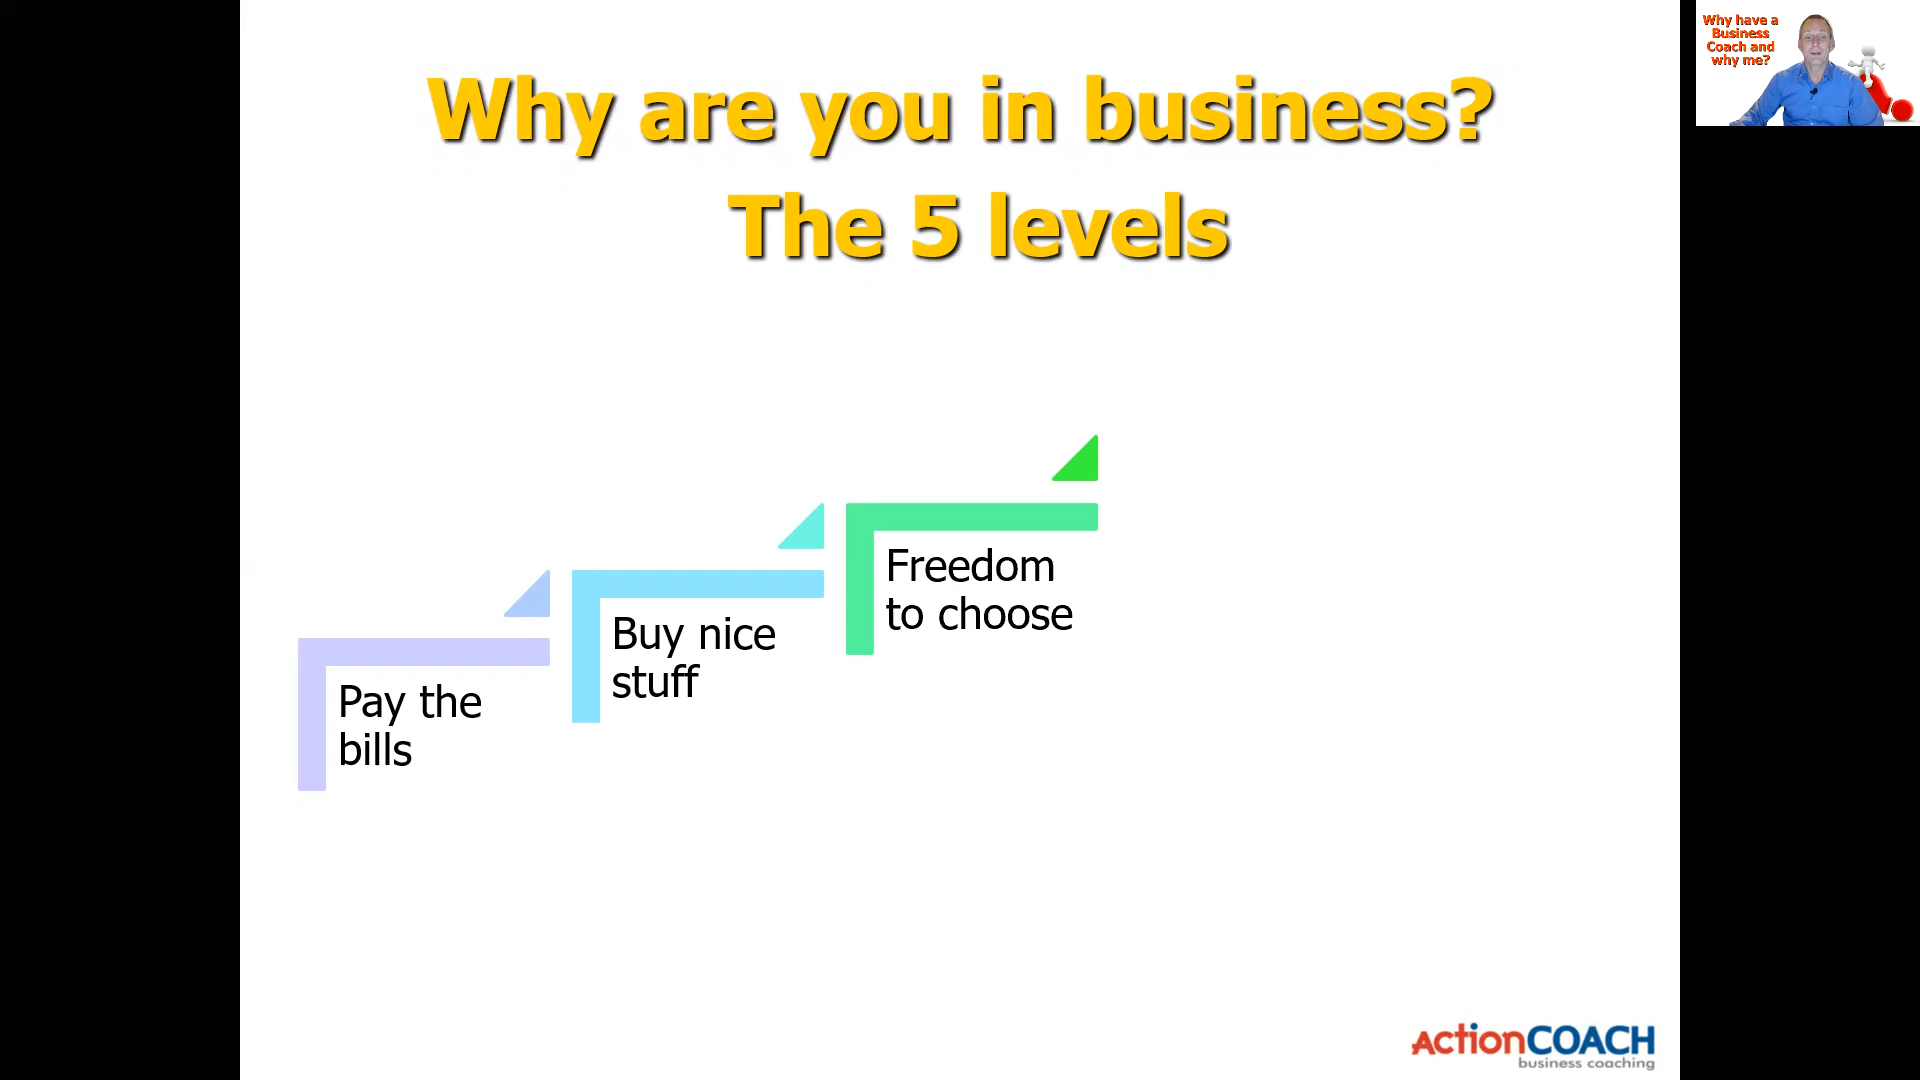 Why are you in business?
The 5 levels
Pay the
bills
Buy nice
stuff
Freedom
to choose
ActionCOACH
business coaching
Why have a
Business
Coach and
why me?